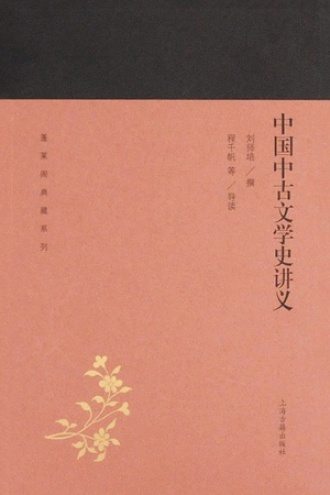 中国中古文学史讲义
刘师培／撰
程千帆 等／导读
蓬莱阁典藏系列
上海古籍出版社